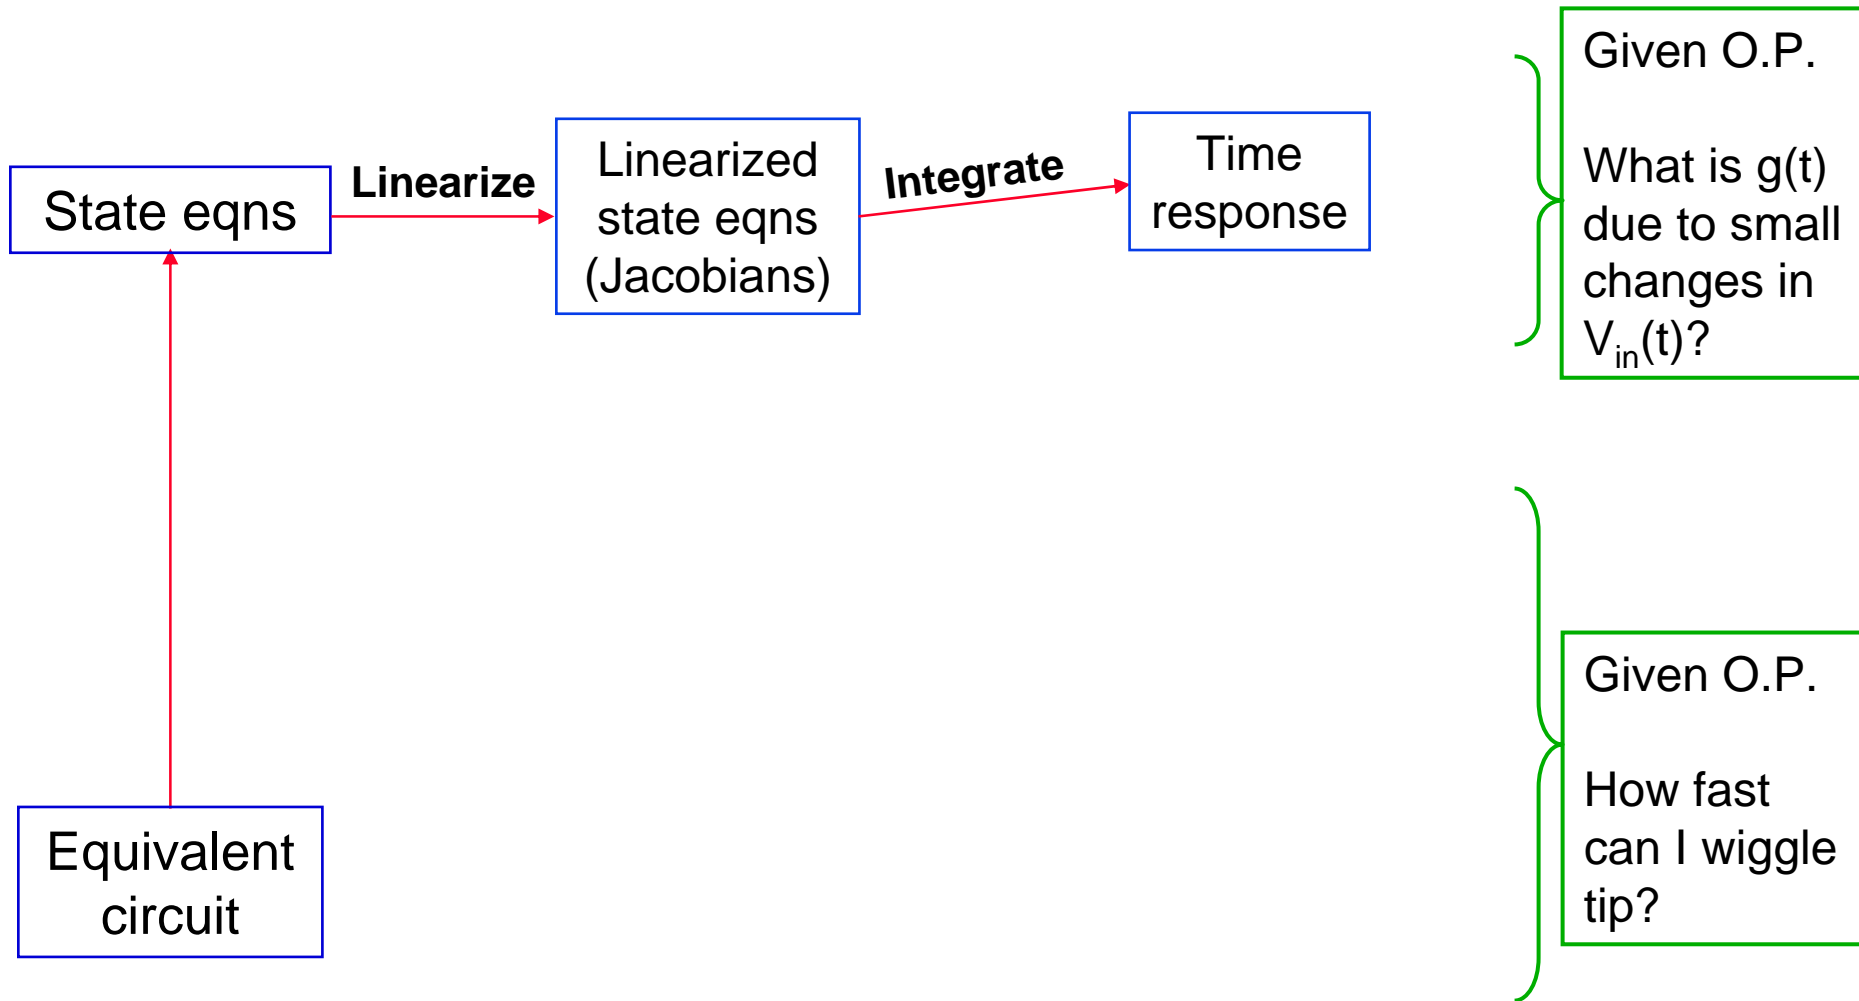 State eqns
Linearize
Linearized
state eqns
(Jacobians)
Integrate
Time
response
Given O.P.
What is g(t)
due to small
changes in
V_in(t)?
Equivalent
circuit
Given O.P.
How fast
can I wiggle
tip?